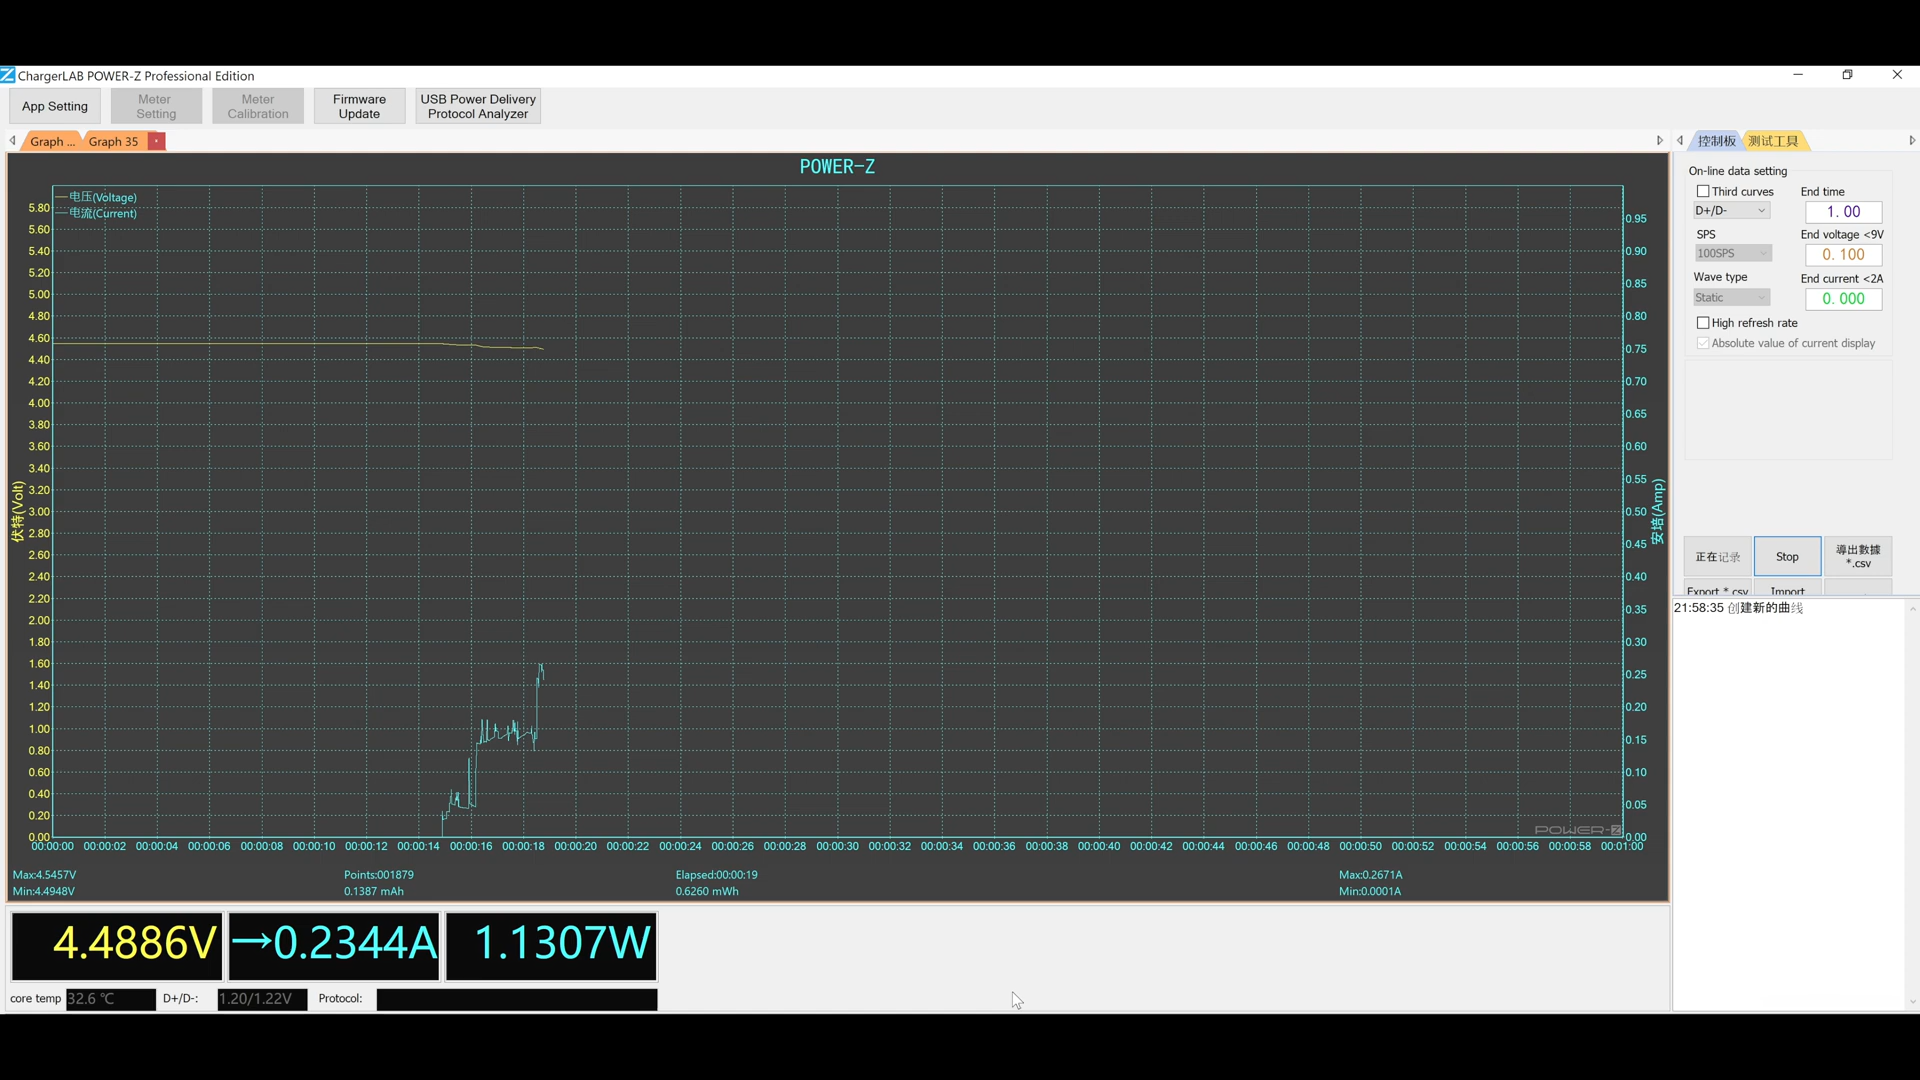 ChargerLAB POWER-Z Professional Edition
App Setting
Meter
Setting
Meter
Calibration
Firmware
Update
USB Power Delivery
Protocol Analyzer
Graph ...
Graph 35
控制板
测试工具
POWER-Z
电压(Voltage)
电流(Current)
5.80
5.60
5.40
5.20
5.00
4.80
4.60
4.40
4.20
4.00
3.80
3.60
3.40
3.20
3.00
2.80
2.60
2.40
2.20
2.00
1.80
1.60
1.40
1.20
1.00
0.80
0.60
0.40
0.20
0.00
伏特(Volt)
0.95
0.90
0.85
0.80
0.75
0.70
0.65
0.60
0.55
0.50
0.45
0.40
0.35
0.30
0.25
0.20
0.15
0.10
0.05
0.00
安培(Amp)
POWER-Z
00:00:00 00:00:02 00:00:04 00:00:06 00:00:08 00:00:10 00:00:12 00:00:14 00:00:16 00:00:18 00:00:20 00:00:22 00:00:24 00:00:26 00:00:28 00:00:30 00:00:32 00:00:34 00:00:36 00:00:38 00:00:40 00:00:42 00:00:44 00:00:46 00:00:48 00:00:50 00:00:52 00:00:54 00:00:56 00:00:58 00:01:00
Max:4.5457V Points:001879 Elapsed:00:00:19 Max:0.2671A
Min:4.4948V 0.1387 mAh 0.6260 mWh Min:0.0001A
4.4886V →0.2344A 1.1307W
core temp 32.6 ℃ D+/D-: 1.20/1.22V Protocol:
On-line data setting
Third curves End time
D+/D- 1.00
SPS End voltage <9V
100SPS 0.100
Wave type End current <2A
Static 0.000
High refresh rate
Absolute value of current display
正在记录
Stop
導出數據
*.csv
Export *.csv Import
21:58:35 创建新的曲线